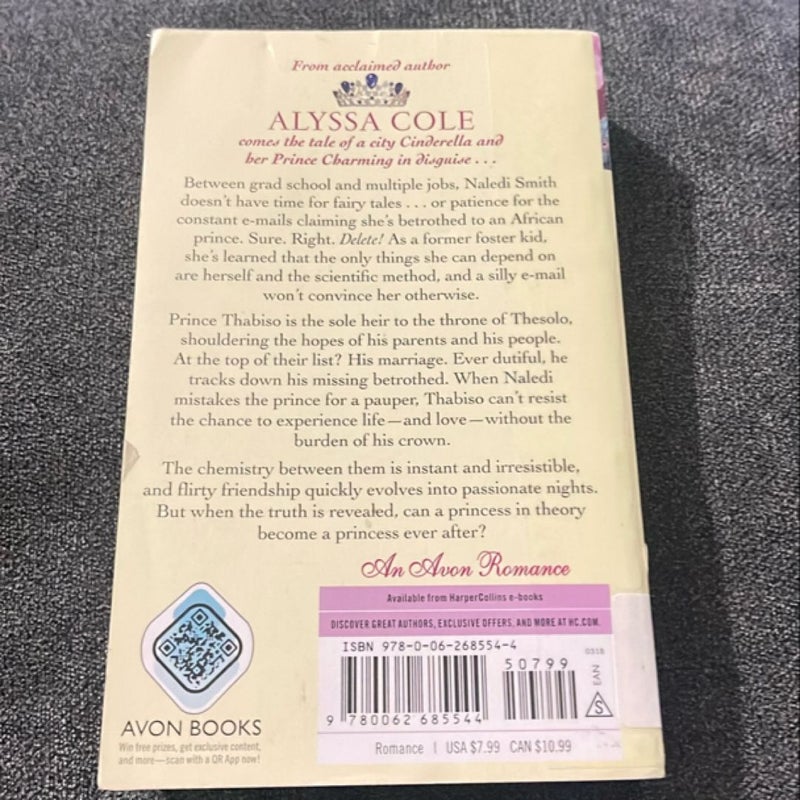 From acclaimed author
ALYSSA COLE
comes the tale of a city Cinderella and
her Prince Charming in disguise . . .
Between grad school and multiple jobs, Naledi Smith
doesn't have time for fairy tales . . . or patience for the
constant e-mails claiming she's betrothed to an African
prince. Sure. Right. Delete! As a former foster kid,
she's learned that the only things she can depend on
are herself and the scientific method, and a silly e-mail
won't convince her otherwise.
Prince Thabiso is the sole heir to the throne of Thesolo,
shouldering the hopes of his parents and his people.
At the top of their list? His marriage. Ever dutiful, he
tracks down his missing betrothed. When Naledi
mistakes the prince for a pauper, Thabiso can't resist
the chance to experience life—and love—without the
burden of his crown.
The chemistry between them is instant and irresistible,
and flirty friendship quickly evolves into passionate nights.
But when the truth is revealed, can a princess in theory
become a princess ever after?
An Avon Romance
Available from HarperCollins e-books
DISCOVER GREAT AUTHORS, EXCLUSIVE OFFERS, AND MORE AT HC.COM.
ISBN 978-0-06-268554-4
50799
0318
EAN
S
9 780062 685544
Romance | USA $7.99 CAN $10.99
AVON BOOKS
Win free prizes, get exclusive content,
and more—scan with a QR App now!